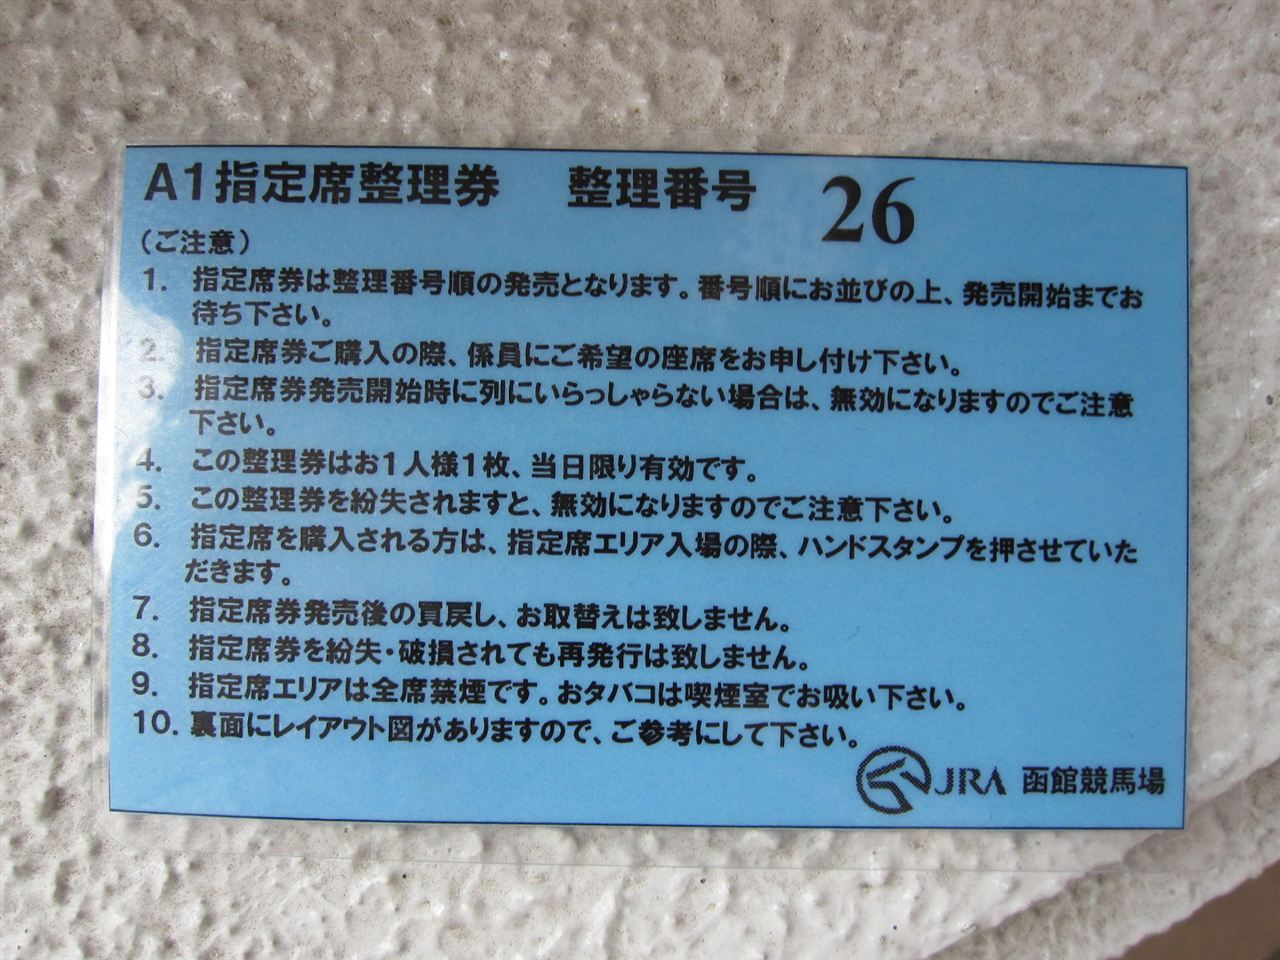 A1指定席整理券 整理番号 26
(ご注意)
1. 指定席券は整理番号順の発売となります。番号順にお並びの上、発売開始までお
待ち下さい。
2. 指定席券ご購入の際、係員にご希望の座席をお申し付け下さい。
3. 指定席券発売開始時に列にいらっしゃらない場合は、無効になりますのでご注意
下さい。
4. この整理券はお1人様1枚、当日限り有効です。
5. この整理券を紛失されますと、無効になりますのでご注意下さい。
6. 指定席を購入される方は、指定席エリア入場の際、ハンドスタンプを押させていた
だきます。
7. 指定席券発売後の買戻し、お取替えは致しません。
8. 指定席券を紛失・破損されても再発行は致しません。
9. 指定席エリアは全席禁煙です。おタバコは喫煙室でお吸い下さい。
10. 裏面にレイアウト図がありますので、ご参考にして下さい。
JRA 函館競馬場